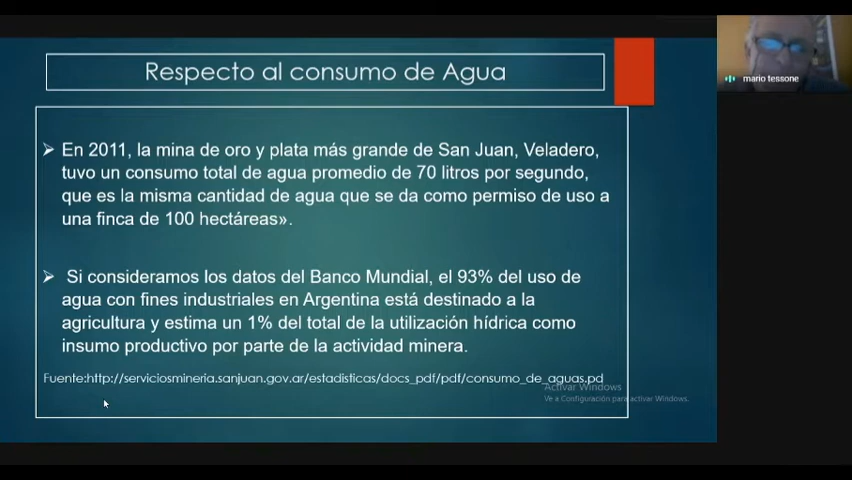 Respecto al consumo de Agua
mario tessone
En 2011, la mina de oro y plata más grande de San Juan, Veladero,
tuvo un consumo total de agua promedio de 70 litros por segundo,
que es la misma cantidad de agua que se da como permiso de uso a
una finca de 100 hectáreas».
Si consideramos los datos del Banco Mundial, el 93% del uso de
agua con fines industriales en Argentina está destinado a la
agricultura y estima un 1% del total de la utilización hídrica como
insumo productivo por parte de la actividad minera.
Fuente:http://serviciosmineria.sanjuan.gov.ar/estadisticas/docs_pdf/pdf/consumo_de_aguas.pd
Activar Windows
Ve a Configuración para activar Windows.